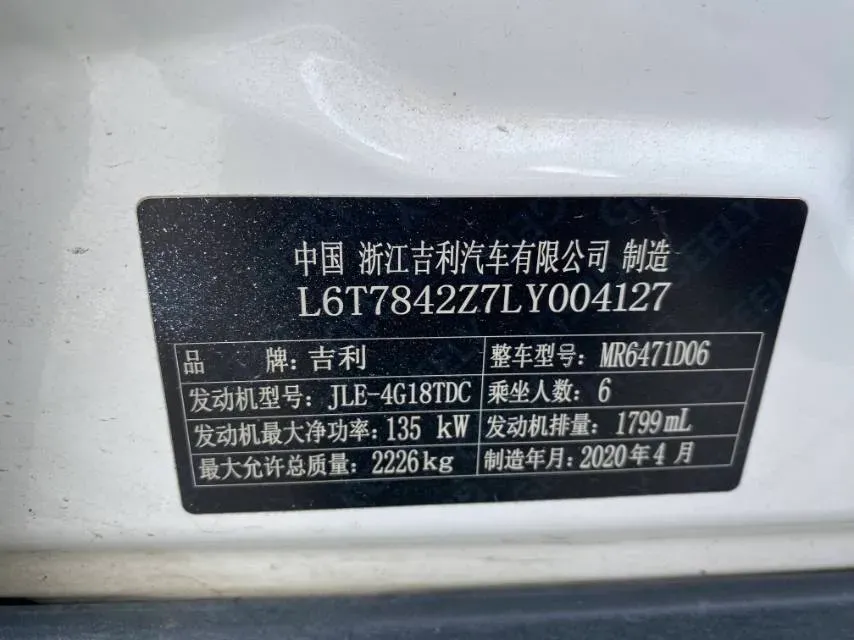 中国 浙江吉利汽车有限公司 制造
L6T7842Z7LY004127
品 牌：吉利 整车型号：MR6471D06
发动机型号：JLE-4G18TDC 乘坐人数：6
发动机最大净功率：135 kW 发动机排量：1799mL
最大允许总质量：2226kg 制造年月：2020年4月
GEELY